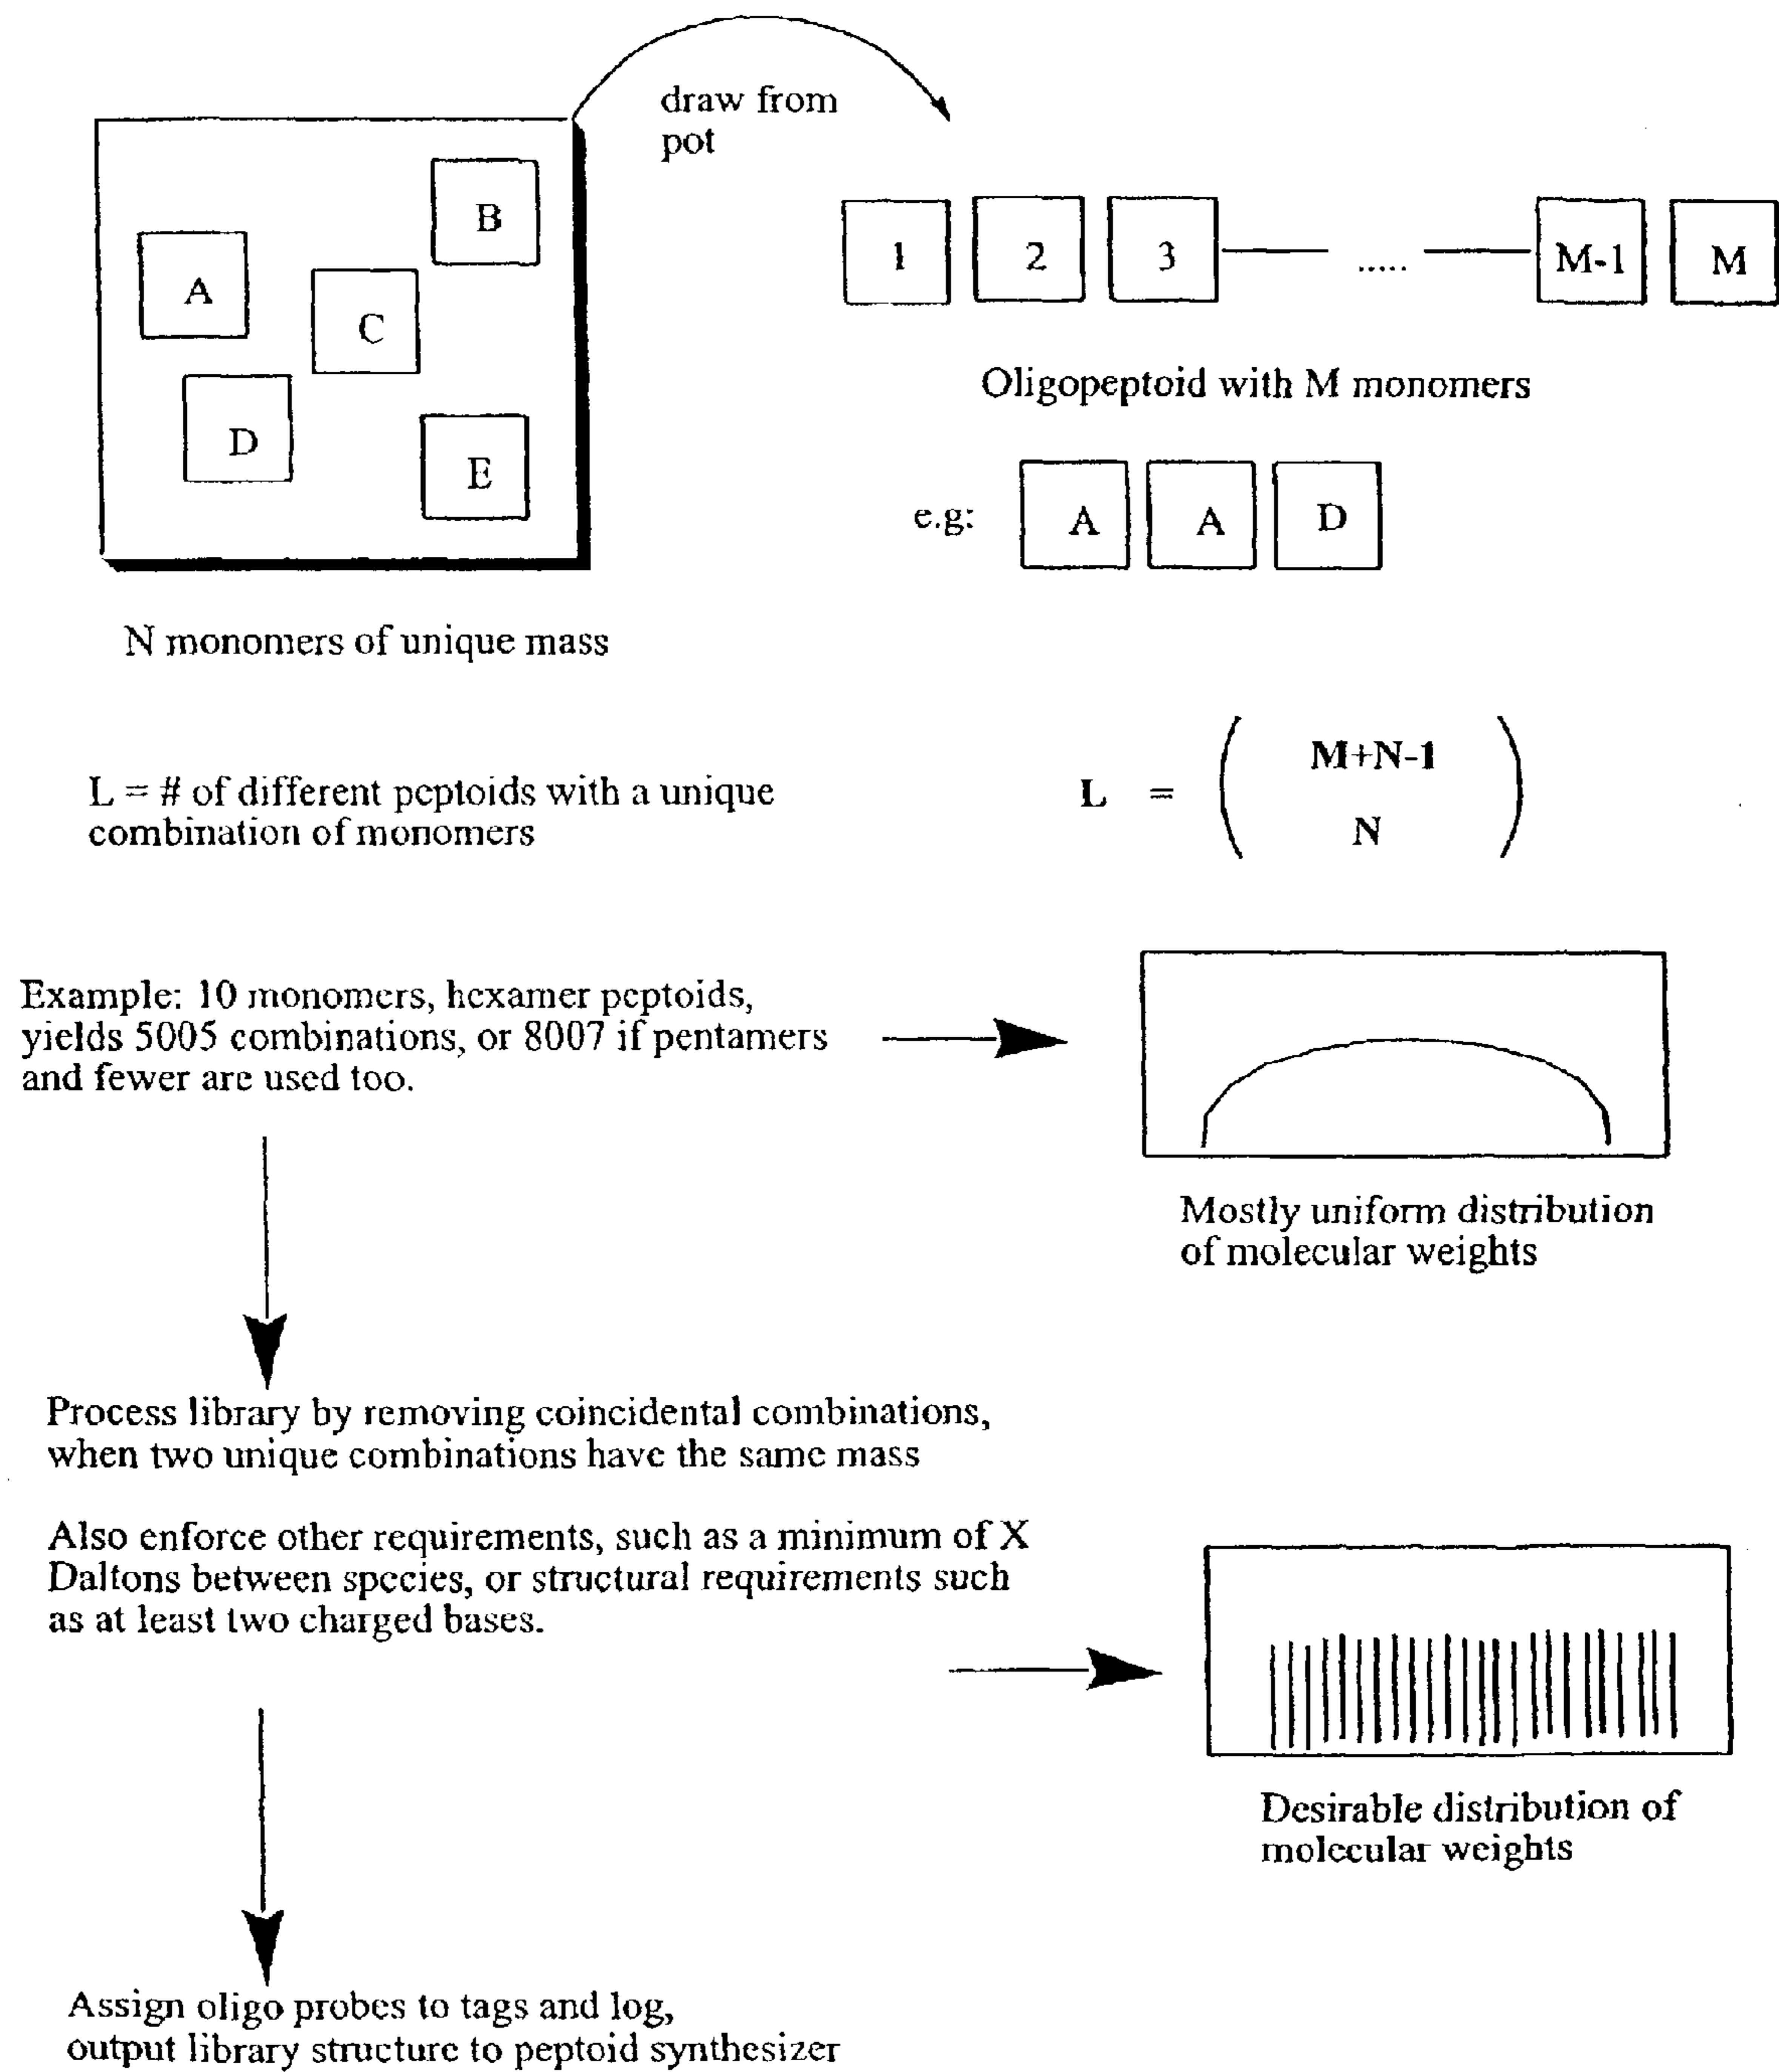 draw from
pot
A
B
C
D
E
1 2 3 ..... M-1 M
Oligopeptoid with M monomers
e.g: A A D
N monomers of unique mass
L = # of different peptoids with a unique
combination of monomers
L = ( M+N-1
N )
Example: 10 monomers, hexamer peptoids,
yields 5005 combinations, or 8007 if pentamers
and fewer are used too.
Mostly uniform distribution
of molecular weights
Process library by removing coincidental combinations,
when two unique combinations have the same mass
Also enforce other requirements, such as a minimum of X
Daltons between species, or structural requirements such
as at least two charged bases.
Desirable distribution of
molecular weights
Assign oligo probes to tags and log,
output library structure to peptoid synthesizer